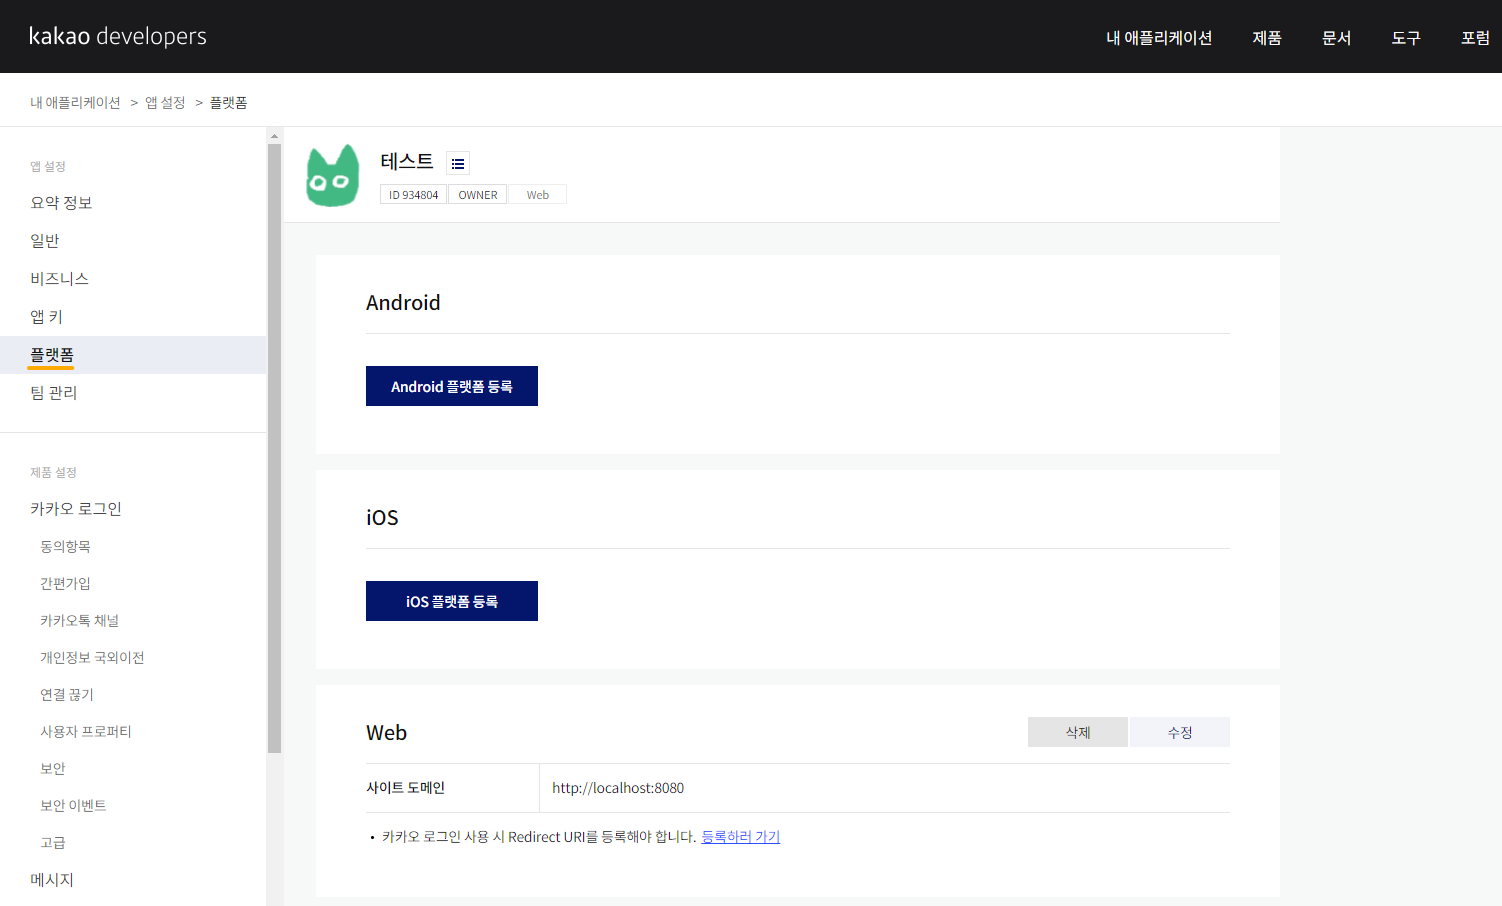 kakao developers
내 애플리케이션 제품 문서 도구 포럼
내 애플리케이션 > 앱 설정 > 플랫폼
앱 설정
요약 정보
일반
비즈니스
앱 키
플랫폼
팀 관리
제품 설정
카카오 로그인
동의항목
간편가입
카카오톡 채널
개인정보 국외이전
연결 끊기
사용자 프로퍼티
보안
보안 이벤트
고급
메시지
테스트
ID 934804 OWNER Web
Android
Android 플랫폼 등록
iOS
iOS 플랫폼 등록
Web
삭제 수정
사이트 도메인 http://localhost:8080
• 카카오 로그인 사용 시 Redirect URI를 등록해야 합니다. 등록하러 가기